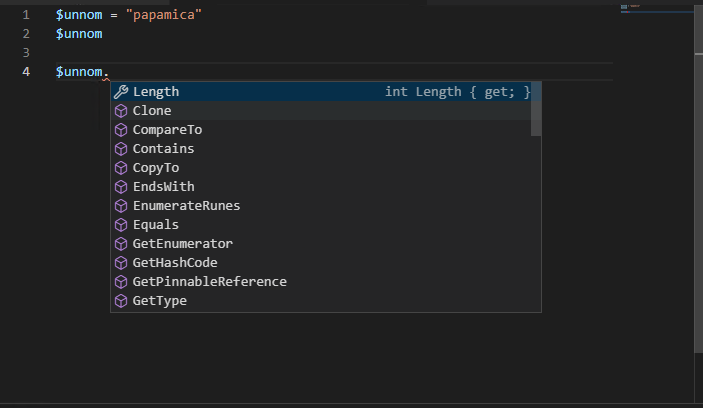 1 $unnom = "papamica"
2 $unnom
3
4 $unnom.
Length int Length { get; }
Clone
CompareTo
Contains
CopyTo
EndsWith
EnumerateRunes
Equals
GetEnumerator
GetHashCode
GetPinnableReference
GetType